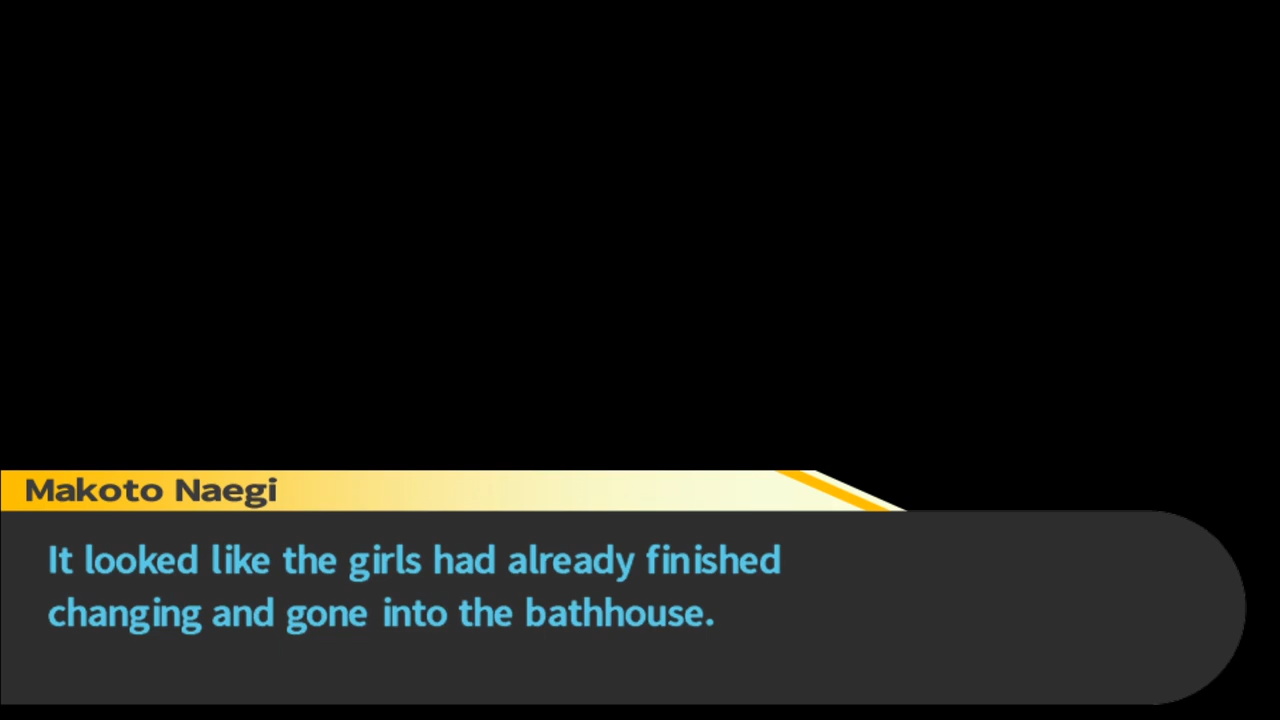 Makoto Naegi
It looked like the girls had already finished
changing and gone into the bathhouse.